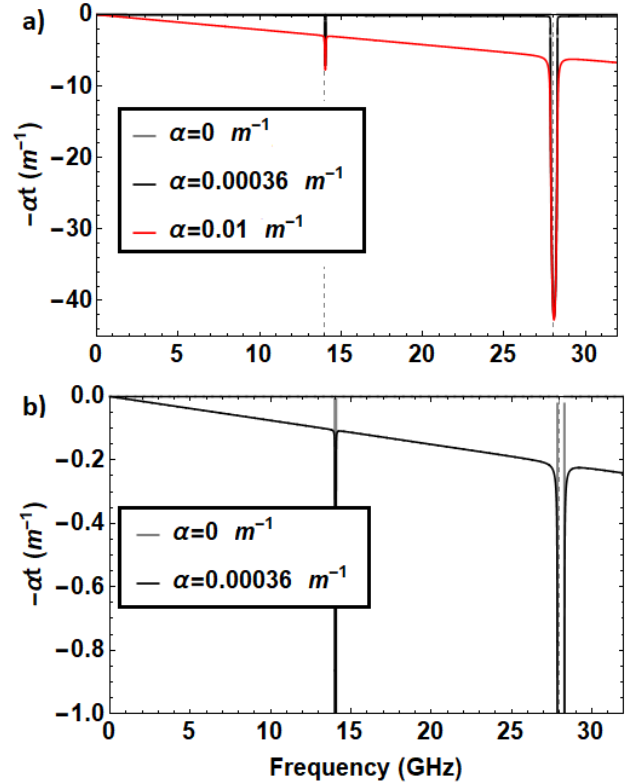 a)
0
−10
−20
−30
−40
−αt (m⁻¹)
α=0 m⁻¹
α=0.00036 m⁻¹
α=0.01 m⁻¹
0 5 10 15 20 25 30
Frequency (GHz)
b)
0.0
−0.2
−0.4
−0.6
−0.8
−1.0
−αt (m⁻¹)
α=0 m⁻¹
α=0.00036 m⁻¹
0 5 10 15 20 25 30
Frequency (GHz)